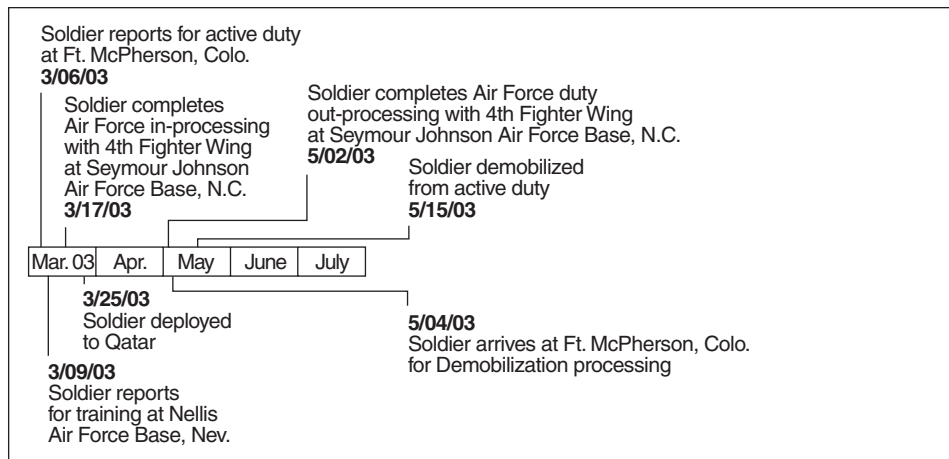 Soldier reports for active duty
at Ft. McPherson, Colo.
3/06/03
Soldier completes
Air Force in-processing
with 4th Fighter Wing
at Seymour Johnson
Air Force Base, N.C.
3/17/03
Soldier completes Air Force duty
out-processing with 4th Fighter Wing
at Seymour Johnson Air Force Base, N.C.
5/02/03
Soldier demobilized
from active duty
5/15/03
Mar. 03 Apr. May June July
3/25/03
Soldier deployed
to Qatar
3/09/03
Soldier reports
for training at Nellis
Air Force Base, Nev.
5/04/03
Soldier arrives at Ft. McPherson, Colo.
for Demobilization processing